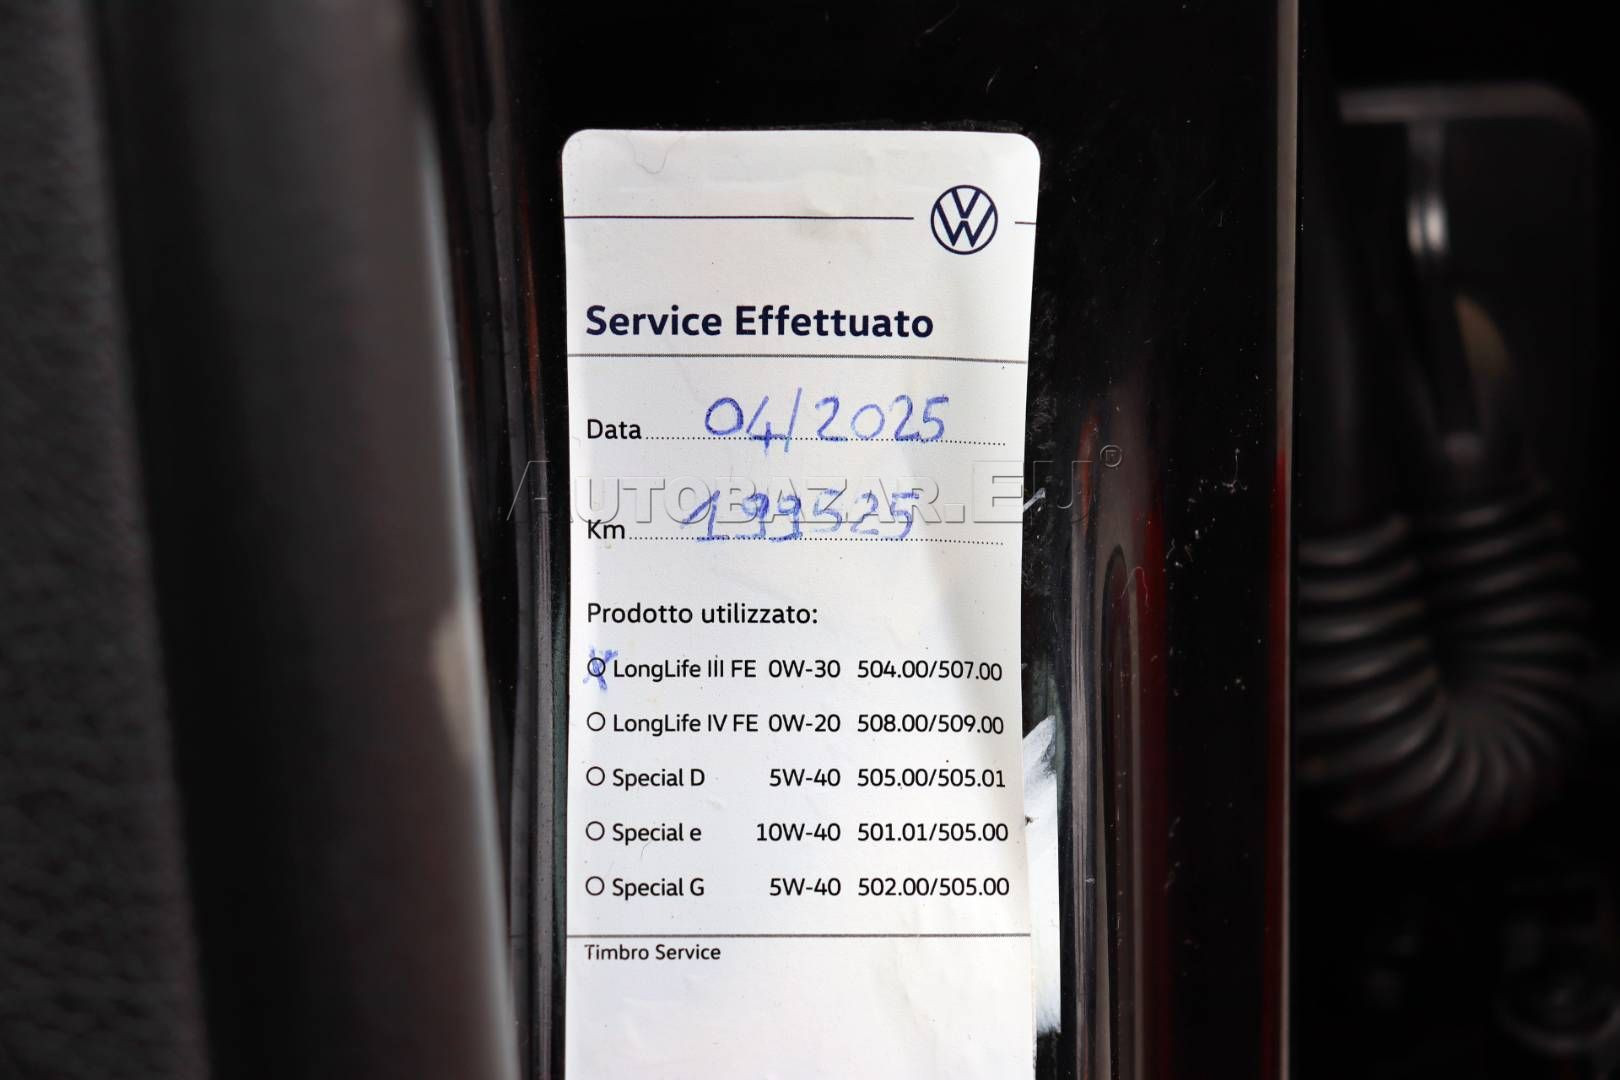 Service Effettuato
Data 04/2025
AUTOBAZAR.EU®
Km 199525
Prodotto utilizzato:
LongLife III FE 0W-30 504.00/507.00
LongLife IV FE 0W-20 508.00/509.00
Special D 5W-40 505.00/505.01
Special e 10W-40 501.01/505.00
Special G 5W-40 502.00/505.00
Timbro Service